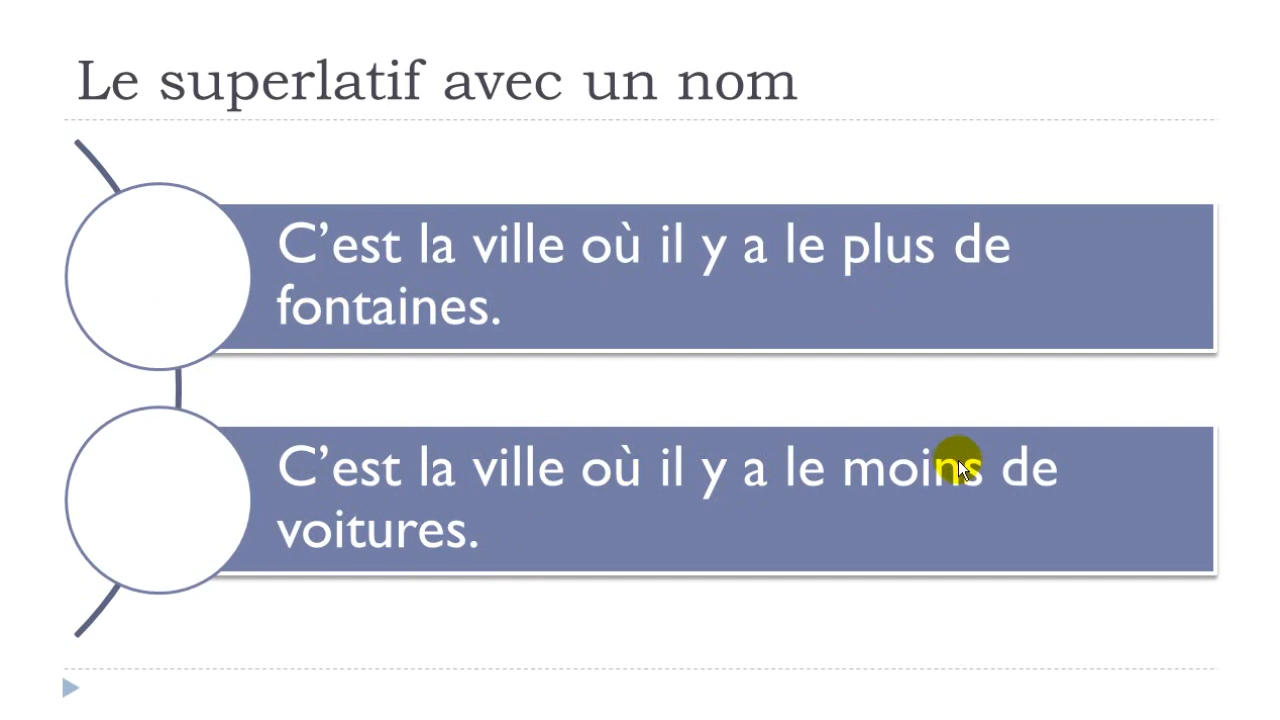 Le superlatif avec un nom
C’est la ville où il y a le plus de
fontaines.
C’est la ville où il y a le moins de
voitures.